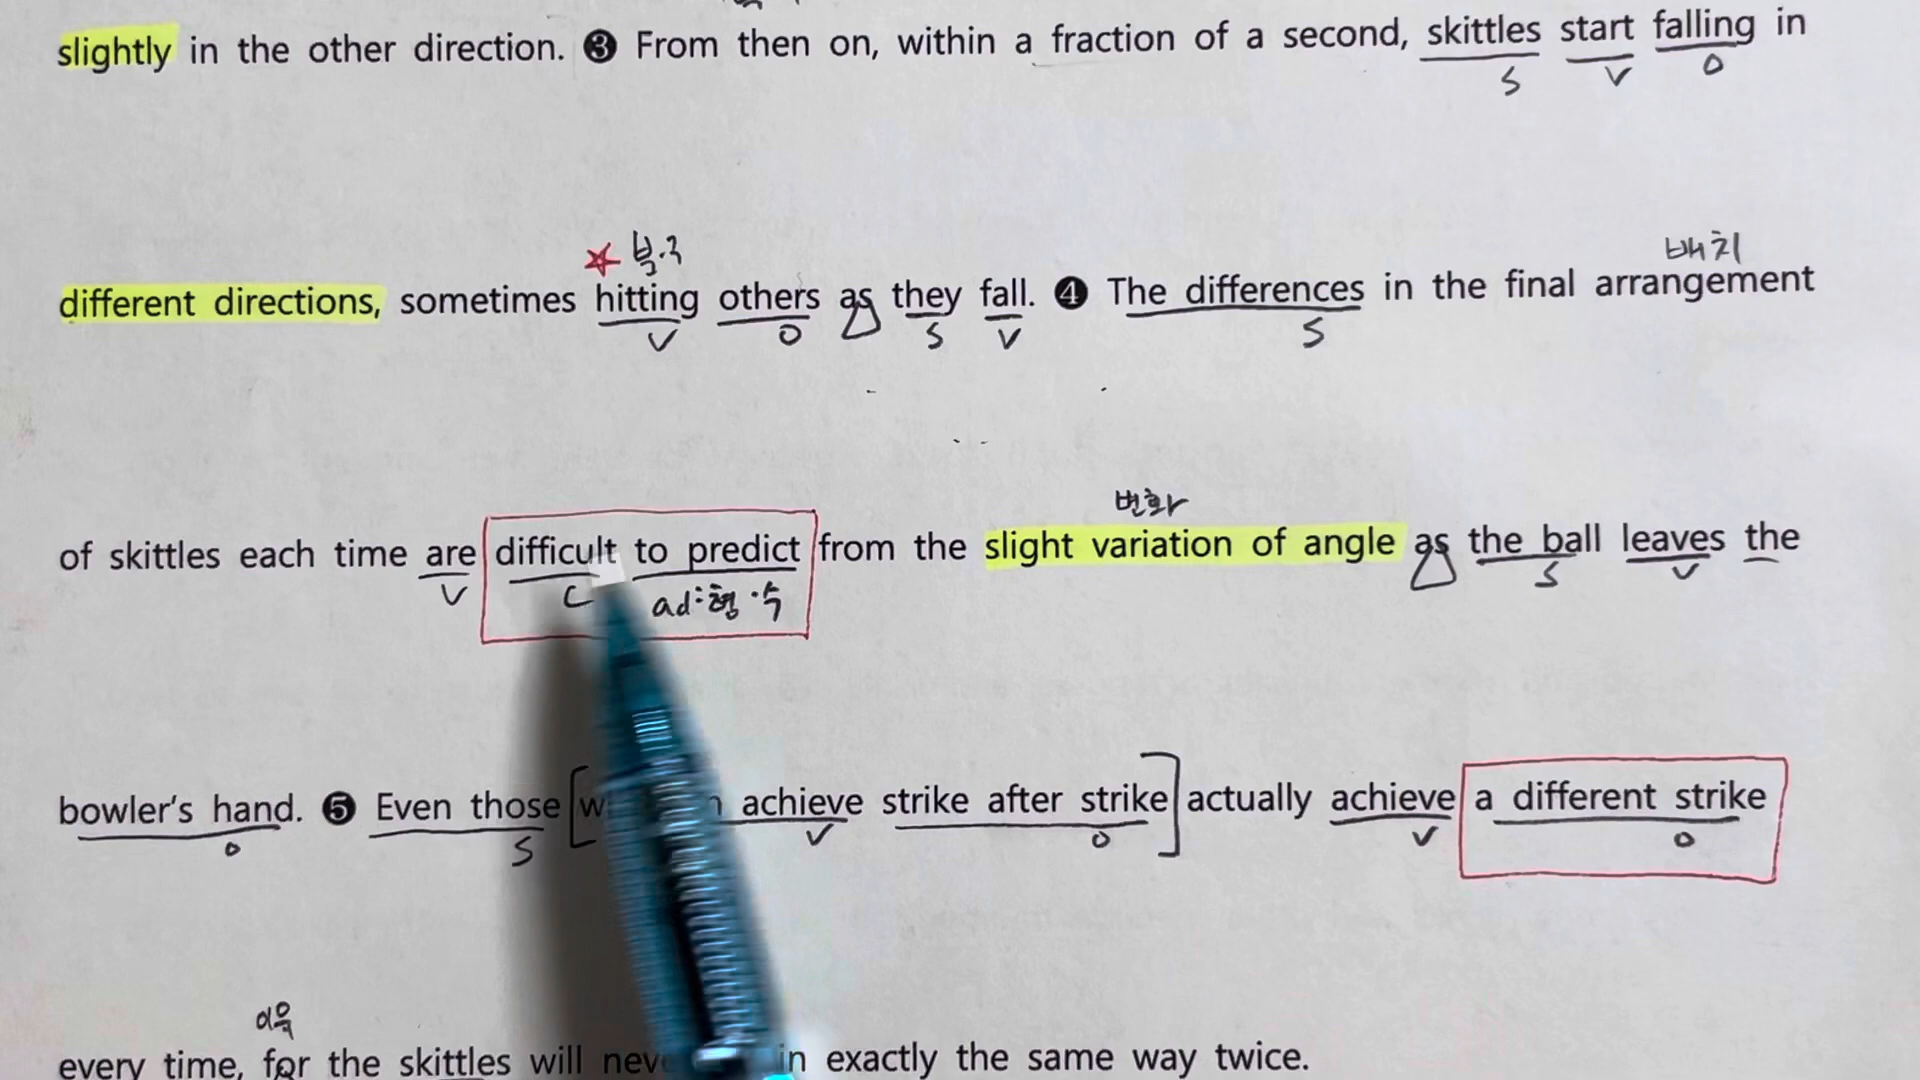 slightly in the other direction. ❸ From then on, within a fraction of a second, skittles start falling in
S V O
★ 분.구 배치
different directions, sometimes hitting others as they fall. ❹ The differences in the final arrangement
V O S V S
변화
of skittles each time are difficult to predict from the slight variation of angle as the ball leaves the
V C ad:형.수 S V
bowler's hand. ❺ Even those [ achieve strike after strike] actually achieve a different strike
O S V O V O
이유
every time, for the skittles will in exactly the same way twice.